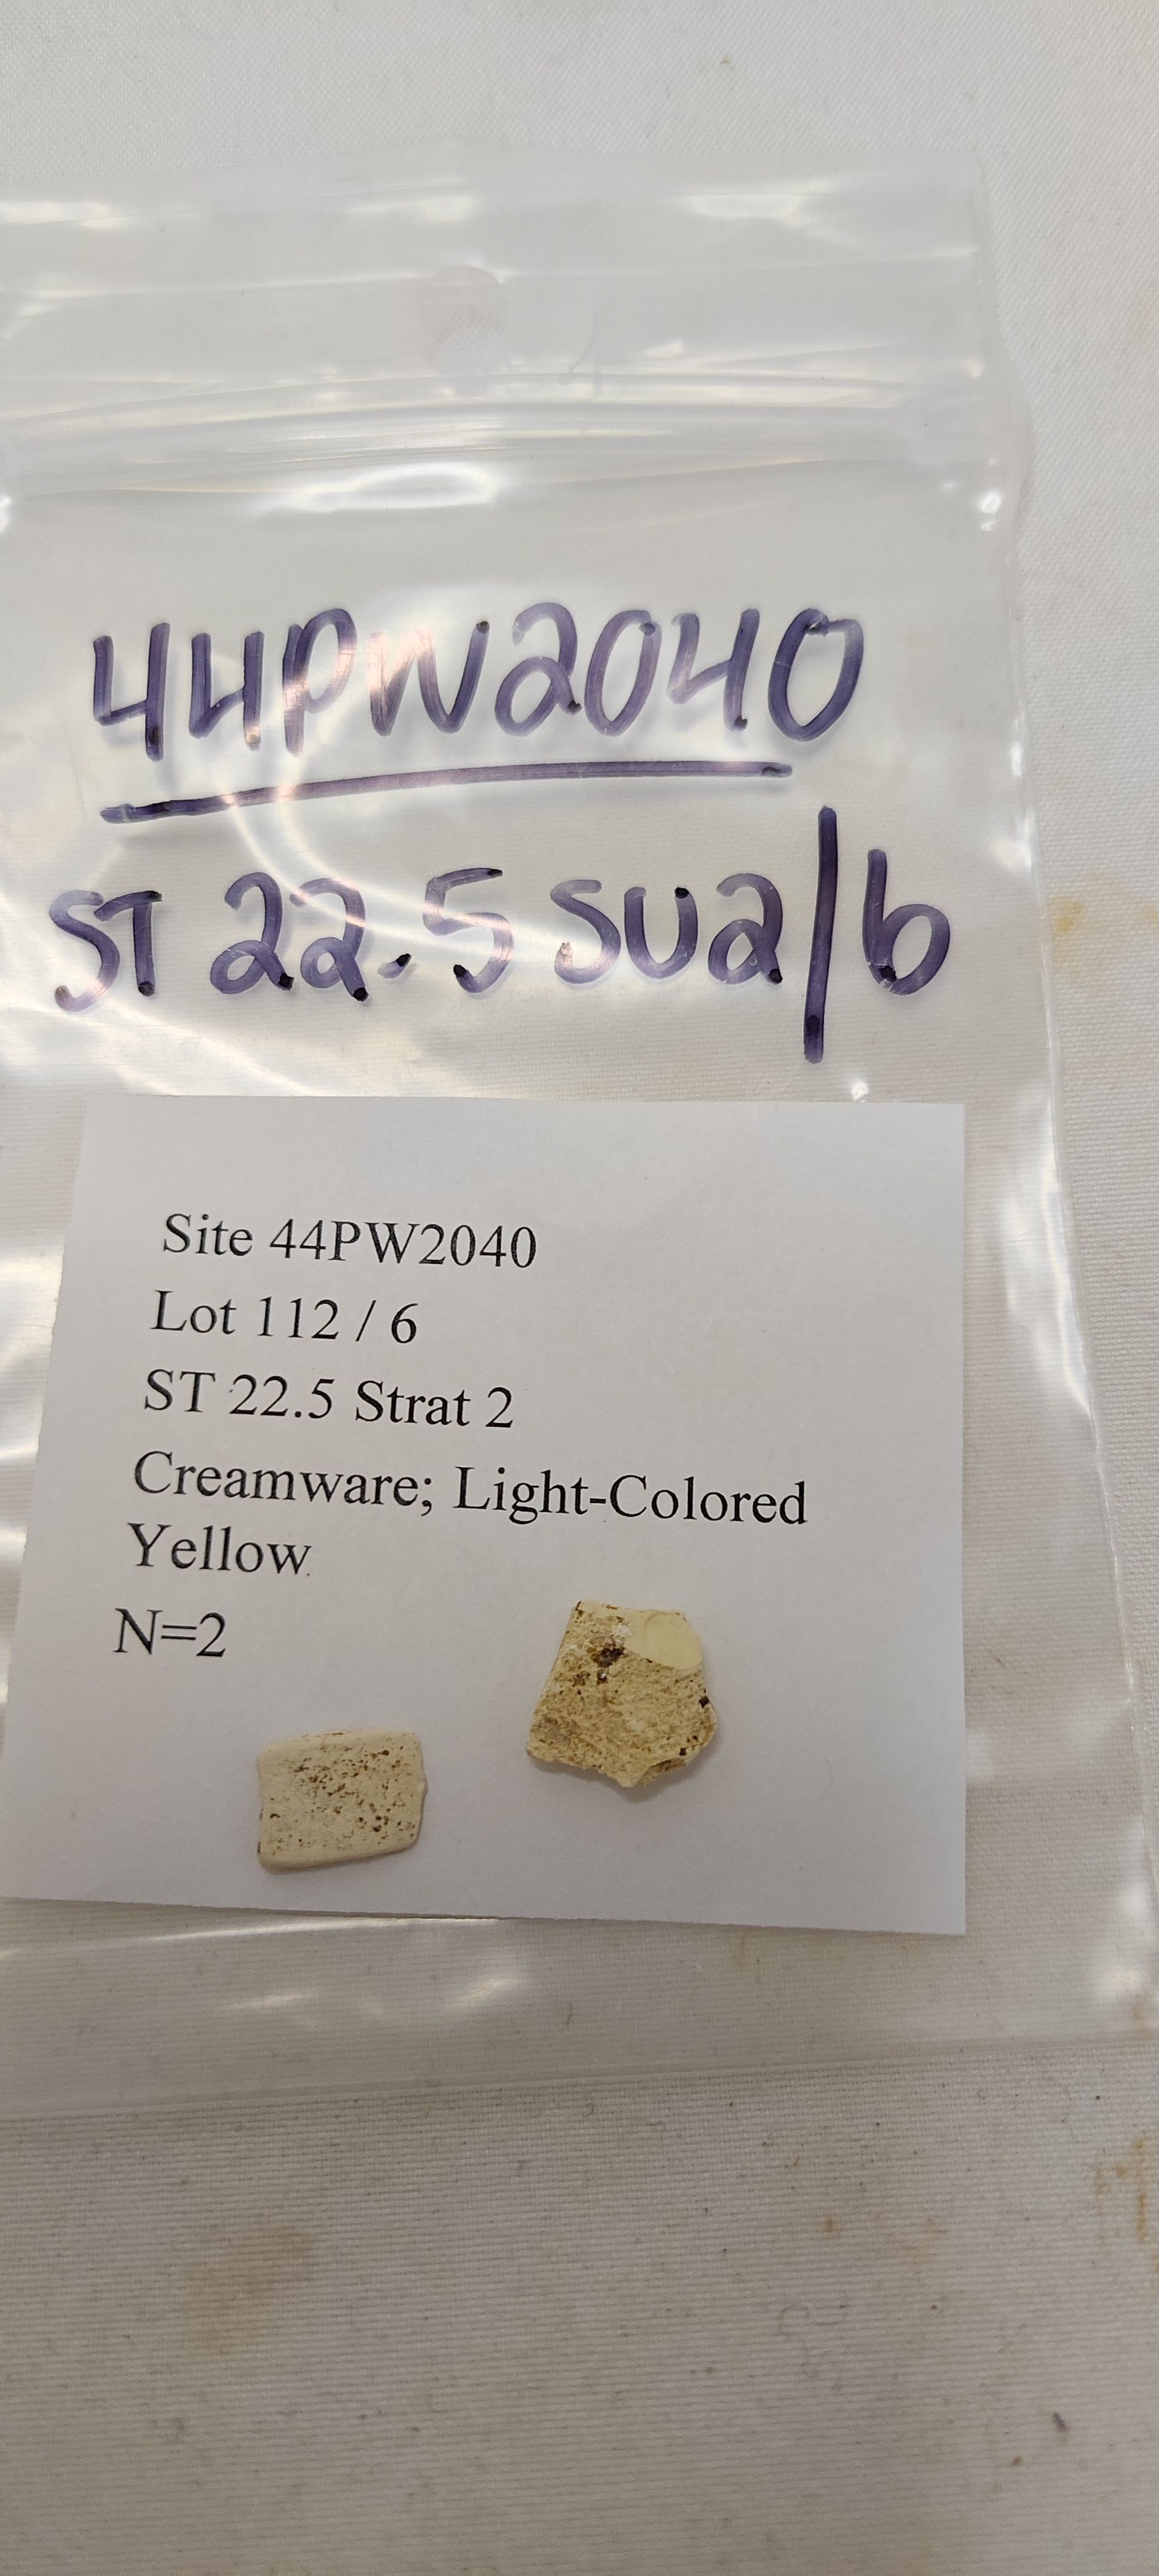 44PW2040
ST 22.5 SU2/b
Site 44PW2040
Lot 112 / 6
ST 22.5 Strat 2
Creamware; Light-Colored
Yellow
N=2